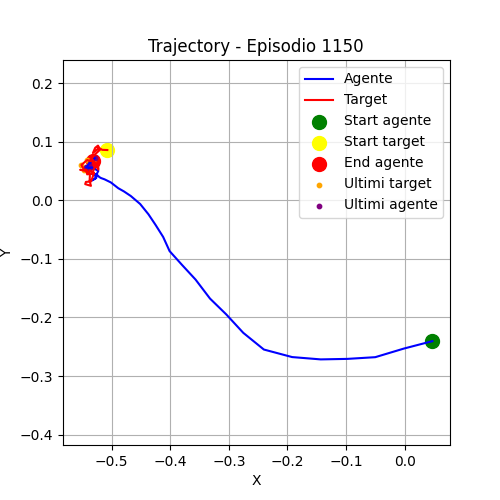 Trajectory - Episodio 1150
Agente
Target
Start agente
Start target
End agente
Ultimi target
Ultimi agente
0.2
0.1
0.0
−0.1
−0.2
−0.3
−0.4
Y
−0.5
−0.4
−0.3
−0.2
−0.1
0.0
X